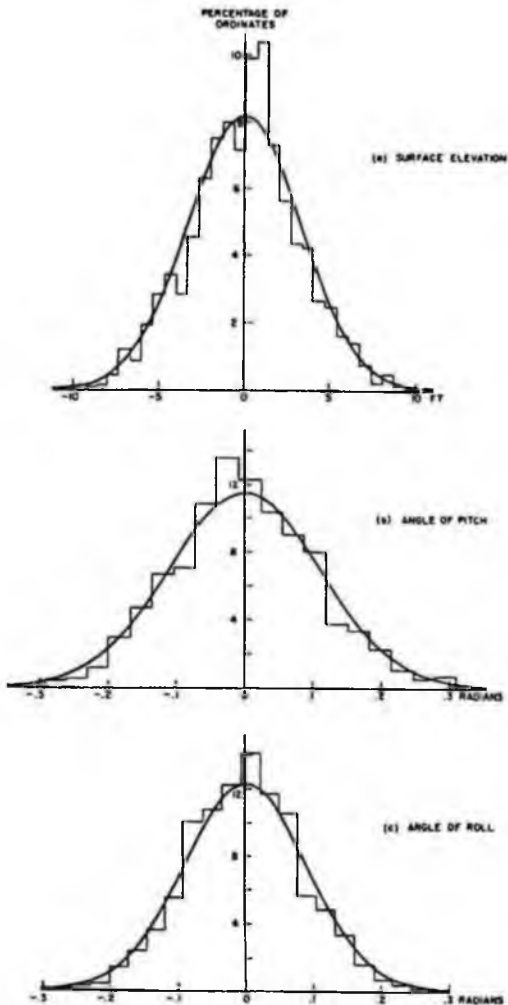 PERCENTAGE OF
ORDINATES
10
8
(a) SURFACE ELEVATION
6
4
2
-10 -5 0 5 10 FT
12
(b) ANGLE OF PITCH
8
4
-.3 -.2 -.1 0 .1 .2 .3 RADIANS
12
(c) ANGLE OF ROLL
8
4
-.3 -.2 -.1 0 .1 .2 .3 RADIANS